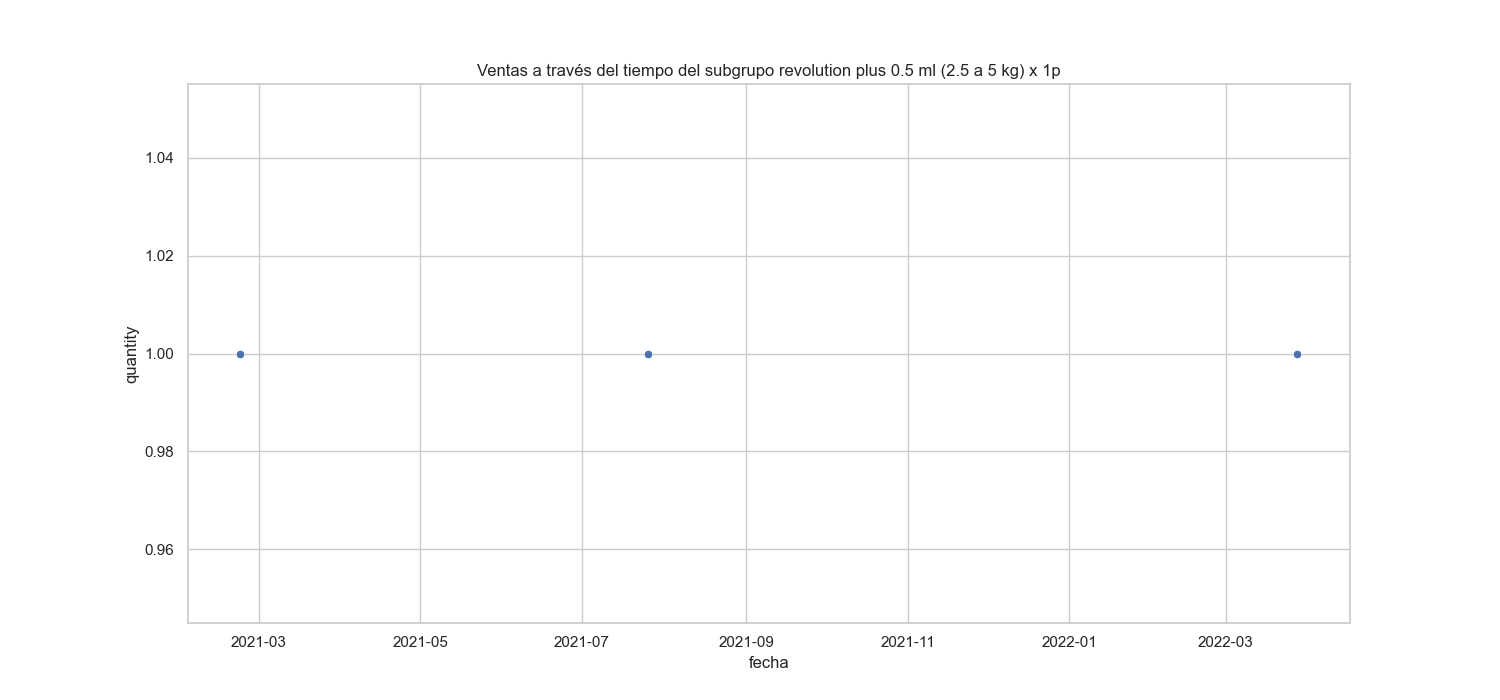 Ventas a través del tiempo del subgrupo revolution plus 0.5 ml (2.5 a 5 kg) x 1p
1.04
1.02
1.00
0.98
0.96
quantity
2021-03 2021-05 2021-07 2021-09 2021-11 2022-01 2022-03
fecha